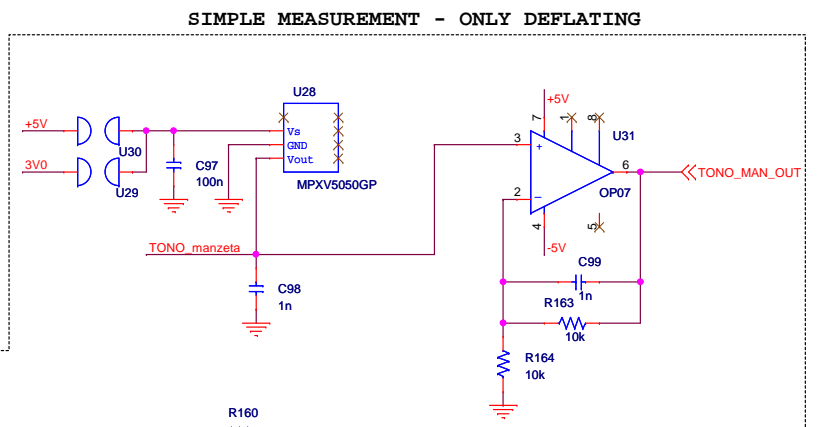 SIMPLE MEASUREMENT - ONLY DEFLATING
U28
+5V
+5V
7
1
8
U31
Vs
3
+
U30
C97
GND
3V0
100n
Vout
6
TONO_MAN_OUT
U29
MPXV5050GP
2
-
OP07
4
5
TONO_manzeta
-5V
C99
C98
1n
1n
R163
10k
R164
10k
R160